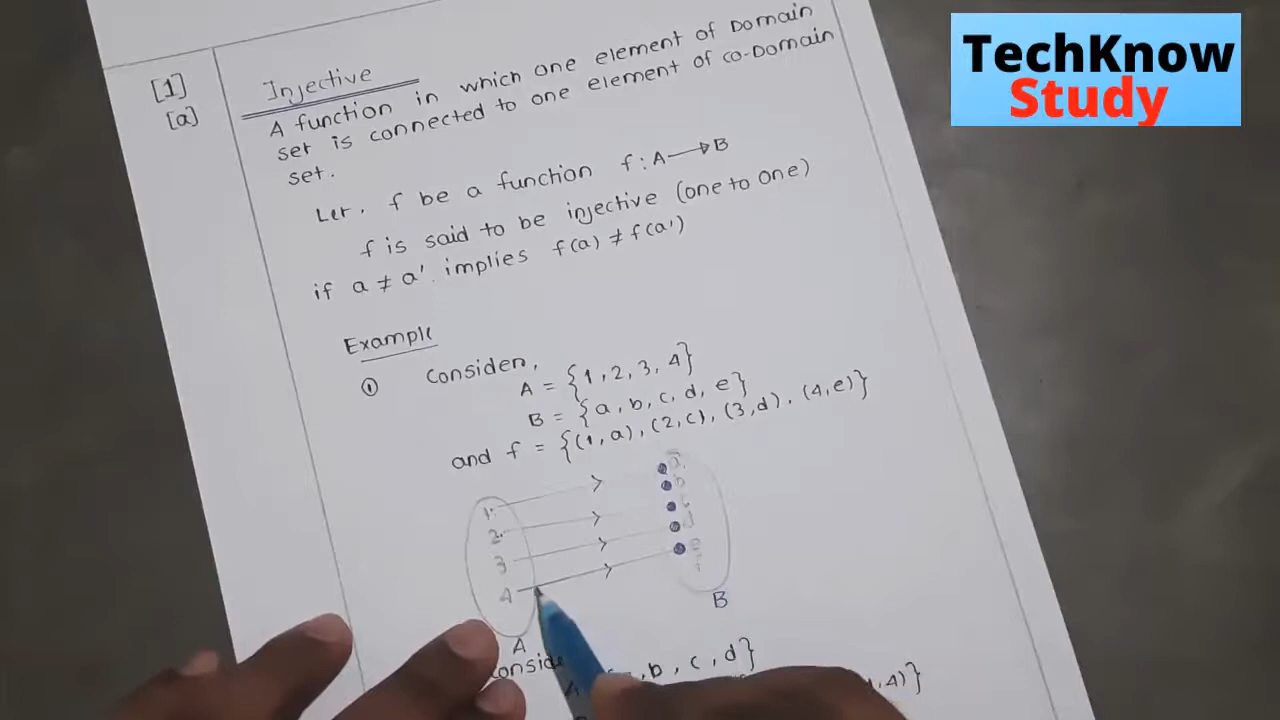 TechKnow
Study
[1]
[a]
Injective
A function in which one element of Domain
set is connected to one element of co-Domain
set.
Let, f be a function f : A → B
f is said to be injective (one to one)
if a ≠ a' implies f(a) ≠ f(a')
Example
① Consider,
A = {1, 2, 3, 4}
B = {a, b, c, d, e}
and f = {(1, a), (2, c), (3, d), (4, e)}
1
2
3
4
A
B
b, c, d}
,4)}